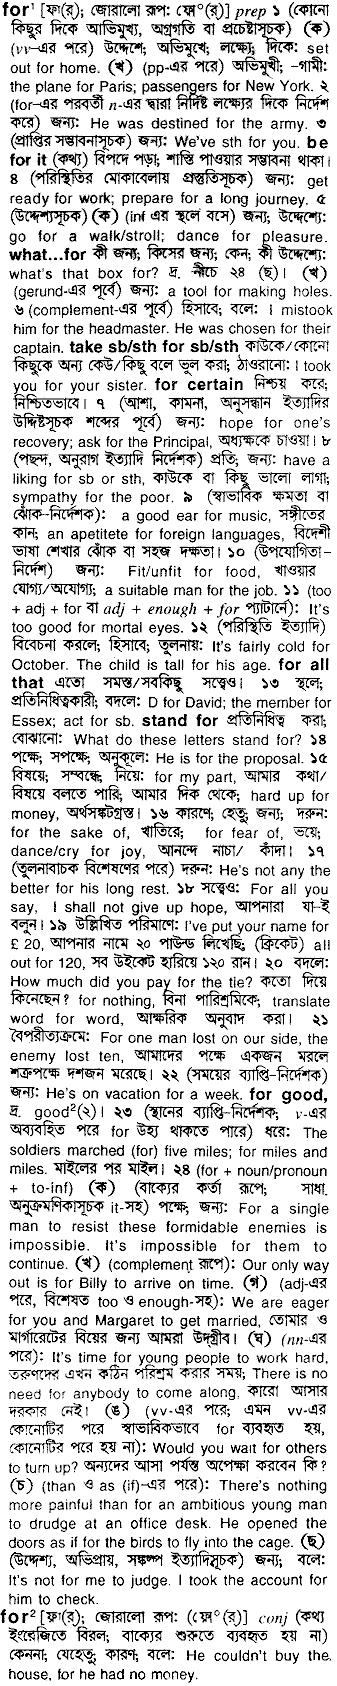 for¹ [ফা(র্); জোরালো রূপ: ফো°(র্)] prep ১ (কোনো
কিছুর দিকে আভিমুখ্য, অগ্রগতি বা প্রচেষ্টাসূচক) (ক)
(vv–এর পরে) উদ্দেশে; অভিমুখে; লক্ষ্যে; দিকে: set
out for home. (খ) (pp-এর পরে) অভিমুখী; –গামী:
the plane for Paris; passengers for New York. ২
(for–এর পরবর্তী n-এর দ্বারা নির্দিষ্ট লক্ষ্যের দিকে নির্দেশ
করে) জন্য: He was destined for the army. ৩
(প্রাপ্তির সম্ভাবনাসূচক) জন্য: We've sth for you. be
for it (কথ্য) বিপদে পড়া; শাস্তি পাওয়ার সম্ভাবনা থাকা।
৪ (পরিস্থিতির মোকাবেলায় প্রস্তুতিসূচক) জন্য: get
ready for work; prepare for a long journey. ৫
(উদ্দেশ্যসূচক) (ক) (inf এর স্থলে বসে) জন্য; উদ্দেশ্যে:
go for a walk/stroll; dance for pleasure.
what...for কী জন্য; কিসের জন্য; কেন; কী উদ্দেশ্যে:
what's that box for? দ্র. নীচে ২৪ (ছ)। (খ)
(gerund-এর পূর্বে) জন্য: a tool for making holes.
৬ (complement-এর পূর্বে) হিসাবে; বলে: I mistook
him for the headmaster. He was chosen for their
captain. take sb/sth for sb/sth কাউকে/কোনো
কিছুকে অন্য কেউ/কিছু বলে ভুল করা; ঠাওরানো: I took
you for your sister. for certain নিশ্চয় করে;
নিশ্চিতভাবে। ৭ (আশা, কামনা, অনুসন্ধান ইত্যাদির
উদ্দিষ্টসূচক শব্দের পূর্বে) জন্য: hope for one's
recovery; ask for the Principal, অধ্যক্ষকে চাওয়া। ৮
(পছন্দ, অনুরাগ ইত্যাদি নির্দেশক) প্রতি; জন্য: have a
liking for sb or sth, কাউকে বা কিছু ভালো লাগা;
sympathy for the poor. ৯ (স্বাভাবিক ক্ষমতা বা
ঝোঁক–নির্দেশক): a good ear for music, সঙ্গীতের
কান; an apetitete for foreign languages, বিদেশী
ভাষা শেখার ঝোঁক বা সহজ দক্ষতা। ১০ (উপযোগিতা–
নির্দেশ) জন্য: Fit/unfit for food, খাওয়ার
যোগ্য/অযোগ্য; a suitable man for the job. ১১ (too
+ adj + for বা adj + enough + for প্যাটার্নে): It's
too good for mortal eyes. ১২ (পরিস্থিতি ইত্যাদি)
বিবেচনা করলে; হিসাবে; তুলনায়: It's fairly cold for
October. The child is tall for his age. for all
that এতো সমস্ত/সবকিছু সত্ত্বেও। ১৩ স্থলে;
প্রতিনিধিত্বকারী; বদলে: D for David; the member for
Essex; act for sb. stand for প্রতিনিধিত্ব করা;
বোঝানো: What do these letters stand for? ১৪
পক্ষে; সপক্ষে; অনুকূলে: He is for the proposal. ১৫
বিষয়ে; সম্বন্ধে; নিয়ে: for my part, আমার কথা/
বিষয়ে বলতে পারি; আমার দিক থেকে; hard up for
money, অর্থসঙ্কটগ্রস্ত। ১৬ কারণে; হেতু; জন্য; দরুন:
for the sake of, খাতিরে; for fear of, ভয়ে;
dance/cry for joy, আনন্দে নাচা/ কাঁদা। ১৭
(তুলনাবাচক বিশেষণের পরে) দরুন: He's not any the
better for his long rest. ১৮ সত্ত্বেও: For all you
say, I shall not give up hope, আপনারা যা–ই
বলুন। ১৯ উল্লিখিত পরিমাণে: I've put your name for
£ 20, আপনার নামে ২০ পাউন্ড লিখেছি; (ক্রিকেট) all
out for 120, সব উইকেট হারিয়ে ১২০ রান। ২০ বদলে:
How much did you pay for the tie? কতো দিয়ে
কিনেছেন? for nothing, বিনা পারিশ্রমিকে; translate
word for word, আক্ষরিক অনুবাদ করা। ২১
বৈপরীত্যক্রমে: For one man lost on our side, the
enemy lost ten, আমাদের পক্ষে একজন মরলে
শত্রুপক্ষে দশজন মরেছে। ২২ (সময়ের ব্যাপ্তি–নির্দেশক)
জন্য: He's on vacation for a week. for good,
দ্র. good²(২)। ২৩ (স্থানের ব্যাপ্তি–নির্দেশক; v-এর
অব্যবহিত পরে for উহ্য থাকতে পারে) ধরে: The
soldiers marched (for) five miles; for miles and
miles. মাইলের পর মাইল। ২৪ (for + noun/pronoun
+ to-inf) (ক) (বাক্যের কর্তা রূপে; সাধা.
অনুক্রমণিকাসূচক it-সহ) পক্ষে; জন্য: For a single
man to resist these formidable enemies is
impossible. It's impossible for them to
continue. (খ) (complement রূপে): Our only way
out is for Billy to arrive on time. (গ) (adj-এর
পরে, বিশেষত too ও enough-সহ): We are eager
for you and Margaret to get married, তোমার ও
মার্গারেটের বিয়ের জন্য আমরা উদ্‌গ্রীব। (ঘ) (nn-এর
পরে): It's time for young people to work hard,
তরুণদের এখন কঠিন পরিশ্রম করার সময়; There is no
need for anybody to come along, কারো আসার
দরকার নেই। (ঙ) (vv-এর পরে; এমন vv-এর
কোনোটির পরে স্বাভাবিকভাবে for ব্যবহৃত হয়,
কোনোটির পরে হয় না): Would you wait for others
to turn up? অন্যদের আসা পর্যন্ত অপেক্ষা করবেন কি?
(চ) (than ও as (if)-এর পরে): There's nothing
more painful than for an ambitious young man
to drudge at an office desk. He opened the
doors as if for the birds to fly into the cage. (ছ)
(উদ্দেশ্য, অভিপ্রায়, সঙ্কল্প ইত্যাদিসূচক) জন্য; বলে:
It's not for me to judge. I took the account for
him to check.
for² [ফা(র্); জোরালো রূপ: (ফো°(র্)] conj (কথ্য
ইংরেজিতে বিরল; বাক্যের শুরুতে ব্যবহৃত হয় না)
কেননা; যেহেতু; কারণ; বলে: He couldn't buy the
house, for he had no money.